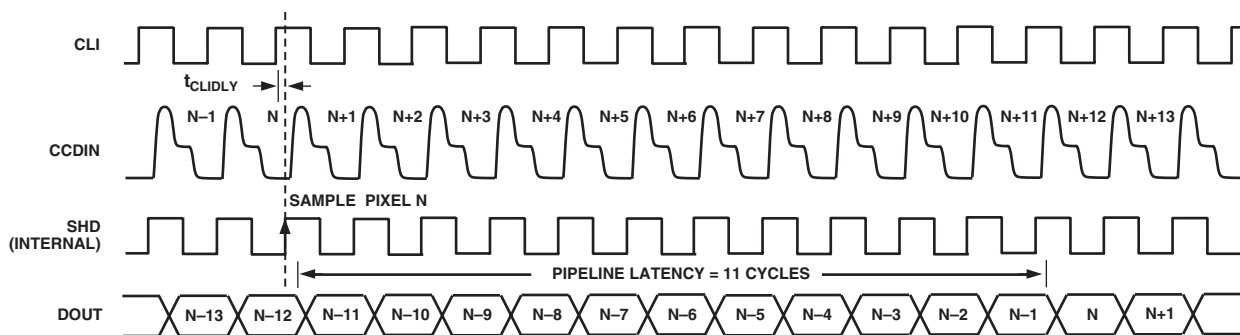 CLI
tCLIDLY
N–1 N N+1 N+2 N+3 N+4 N+5 N+6 N+7 N+8 N+9 N+10 N+11 N+12 N+13
CCDIN
SAMPLE PIXEL N
SHD
(INTERNAL)
PIPELINE LATENCY = 11 CYCLES
DOUT N–13 N–12 N–11 N–10 N–9 N–8 N–7 N–6 N–5 N–4 N–3 N–2 N–1 N N+1